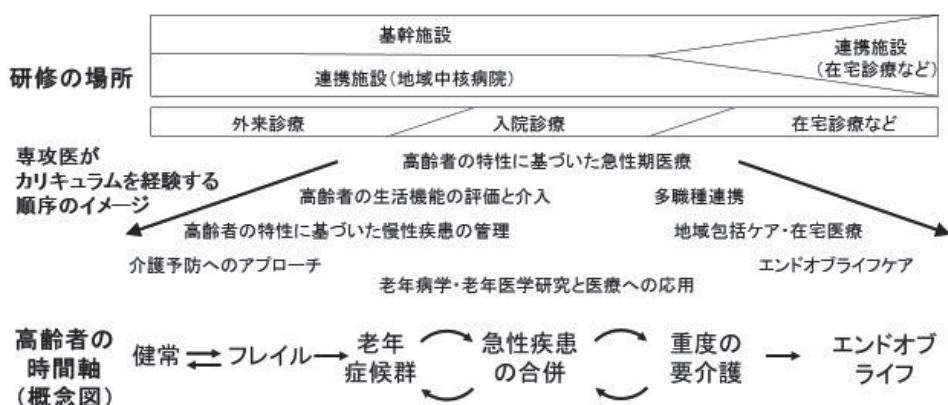 基幹施設
研修の場所
連携施設(地域中核病院)
連携施設
(在宅診療など)
外来診療
入院診療
在宅診療など
専攻医が
カリキュラムを経験する
順序のイメージ
高齢者の特性に基づいた急性期医療
高齢者の生活機能の評価と介入
多職種連携
高齢者の特性に基づいた慢性疾患の管理
地域包括ケア・在宅医療
介護予防へのアプローチ
エンドオブライフケア
老年病学・老年医学研究と医療への応用
高齢者の
時間軸
(概念図)
健常
フレイル
老年
症候群
急性疾患
の合併
重度の
要介護
エンドオブ
ライフ